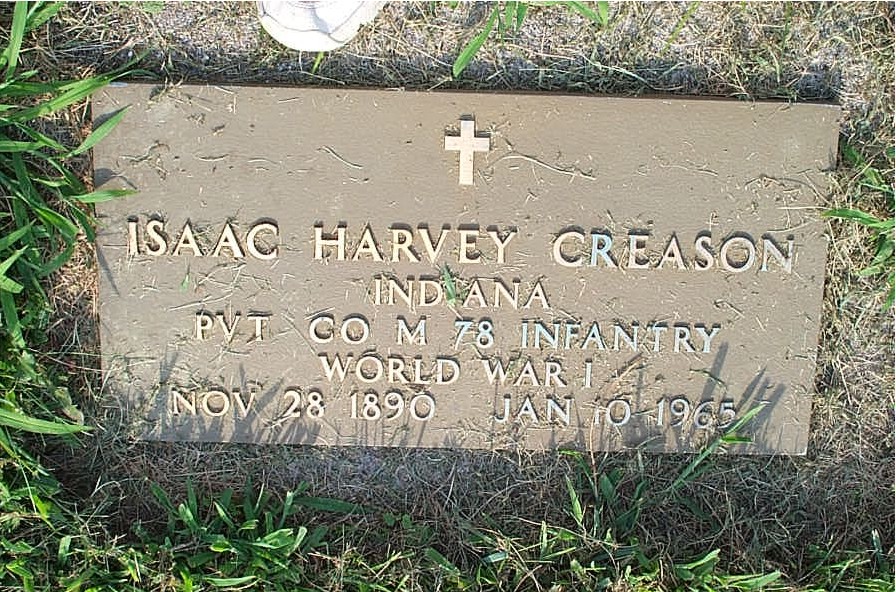 ISAAC HARVEY CREASON
INDIANA
PVT CO M 78 INFANTRY
WORLD WAR I
NOV 28 1890 JAN 10 1965